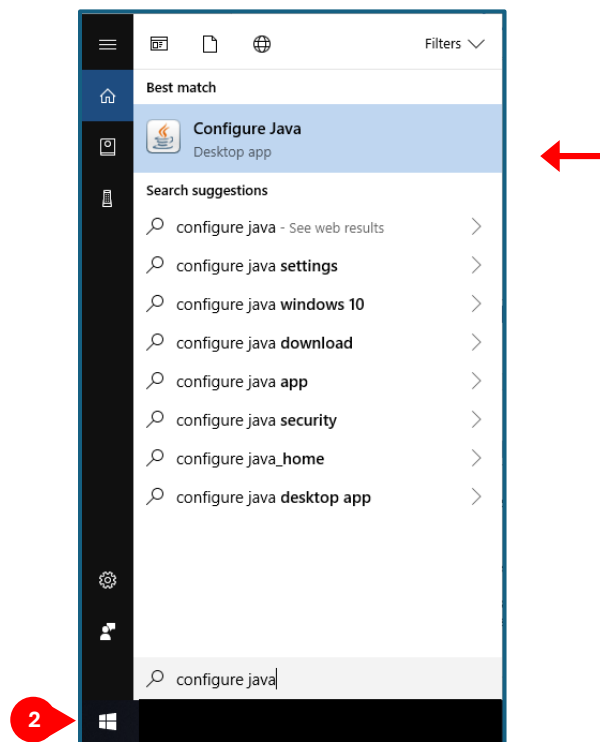 Filters
Best match
Configure Java
Desktop app
Search suggestions
configure java - See web results
configure java settings
configure java windows 10
configure java download
configure java app
configure java security
configure java_home
configure java desktop app
configure java
2